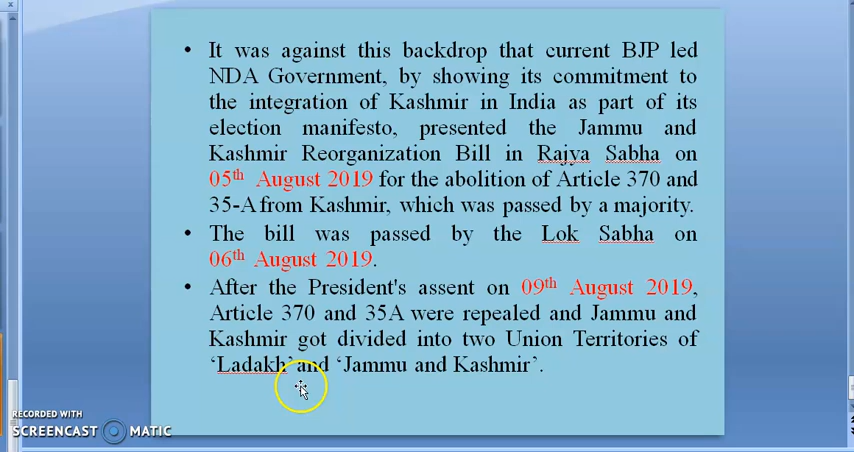 • It was against this backdrop that current BJP led
NDA Government, by showing its commitment to
the integration of Kashmir in India as part of its
election manifesto, presented the Jammu and
Kashmir Reorganization Bill in Rajya Sabha on
05th August 2019 for the abolition of Article 370 and
35-A from Kashmir, which was passed by a majority.
• The bill was passed by the Lok Sabha on
06th August 2019.
• After the President's assent on 09th August 2019,
Article 370 and 35A were repealed and Jammu and
Kashmir got divided into two Union Territories of
‘Ladakh’and ‘Jammu and Kashmir’.
RECORDED WITH
SCREENCAST MATIC